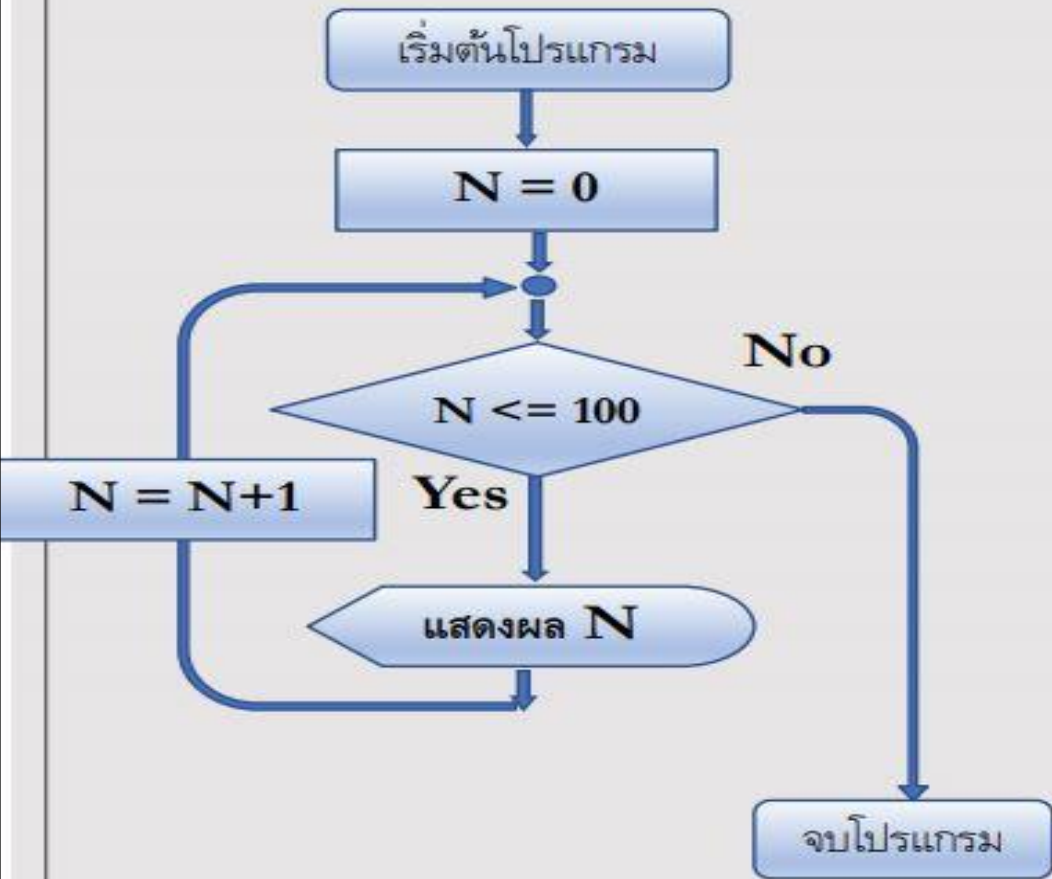 เริ่มต้นโปรแกรม
N = 0
N <= 100
No
Yes
N = N+1
แสดงผล N
จบโปรแกรม